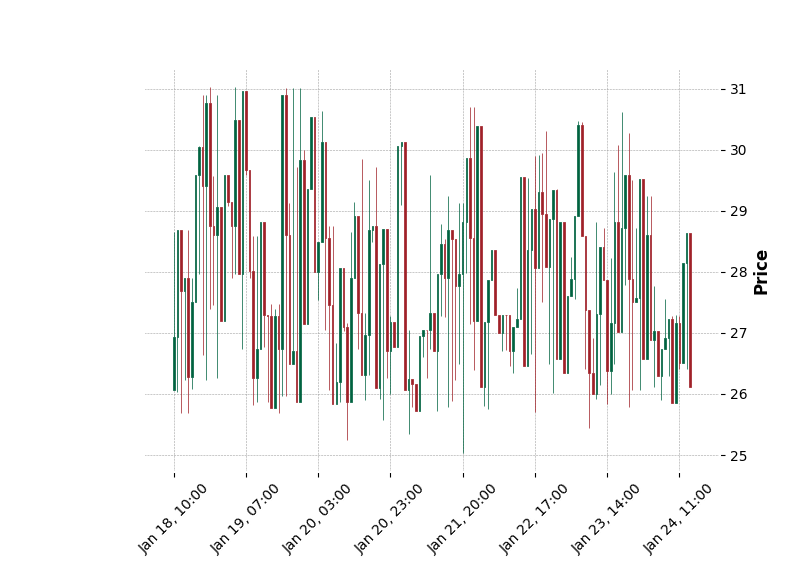 31
30
29
28
27
26
25
Price
Jan 18, 10:00
Jan 19, 07:00
Jan 20, 03:00
Jan 20, 23:00
Jan 21, 20:00
Jan 22, 17:00
Jan 23, 14:00
Jan 24, 11:00